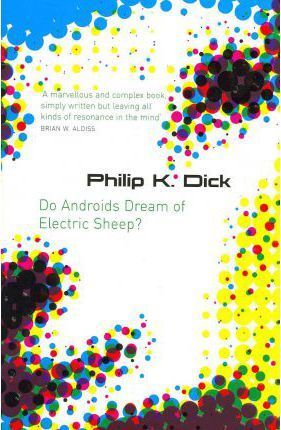 'A marvellous and complex book,
simply written but leaving all
kinds of resonance in the mind'
BRIAN W. ALDISS
Philip K. Dick
Do Androids Dream of
Electric Sheep?